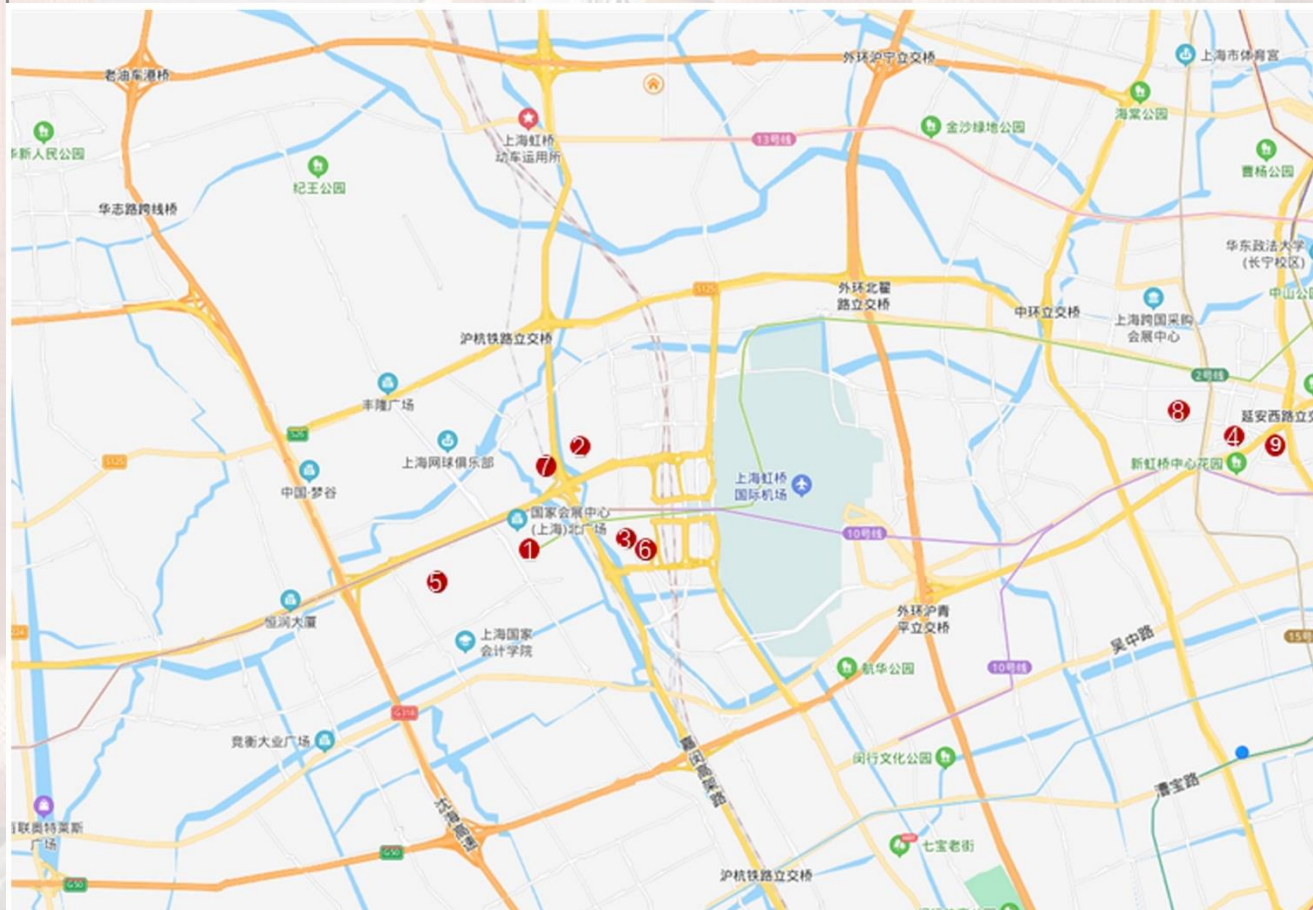 老油车港桥
外环沪宁立交桥
上海市体育宫
海棠公园
上海虹桥
动车运用所
13号线
金沙绿地公园
华新人民公园
曹杨公园
纪王公园
华志路跨线桥
华东政法大学
(长宁校区)
S125
外环北翟
路立交桥
中山公
中环立交桥
上海跨国采购
会展中心
沪杭铁路立交桥
2号线
丰隆广场
8
延安西路立交
S26
4
9
2
新虹桥中心花园
上海网球俱乐部
7
S125
中国·梦谷
上海虹桥
国际机场
国家会展中心
(上海)北广场
10号线
3
1
6
5
恒润大厦
外环沪青
平立交桥
上海国家
会计学院
吴中路
15号
航华公园
10号线
G318
竞衡大业广场
嘉闵高架路
闵行文化公园
漕宝路
联奥特莱斯
广场
沈海高速
七宝老街
G50
沪杭铁路立交桥
G50